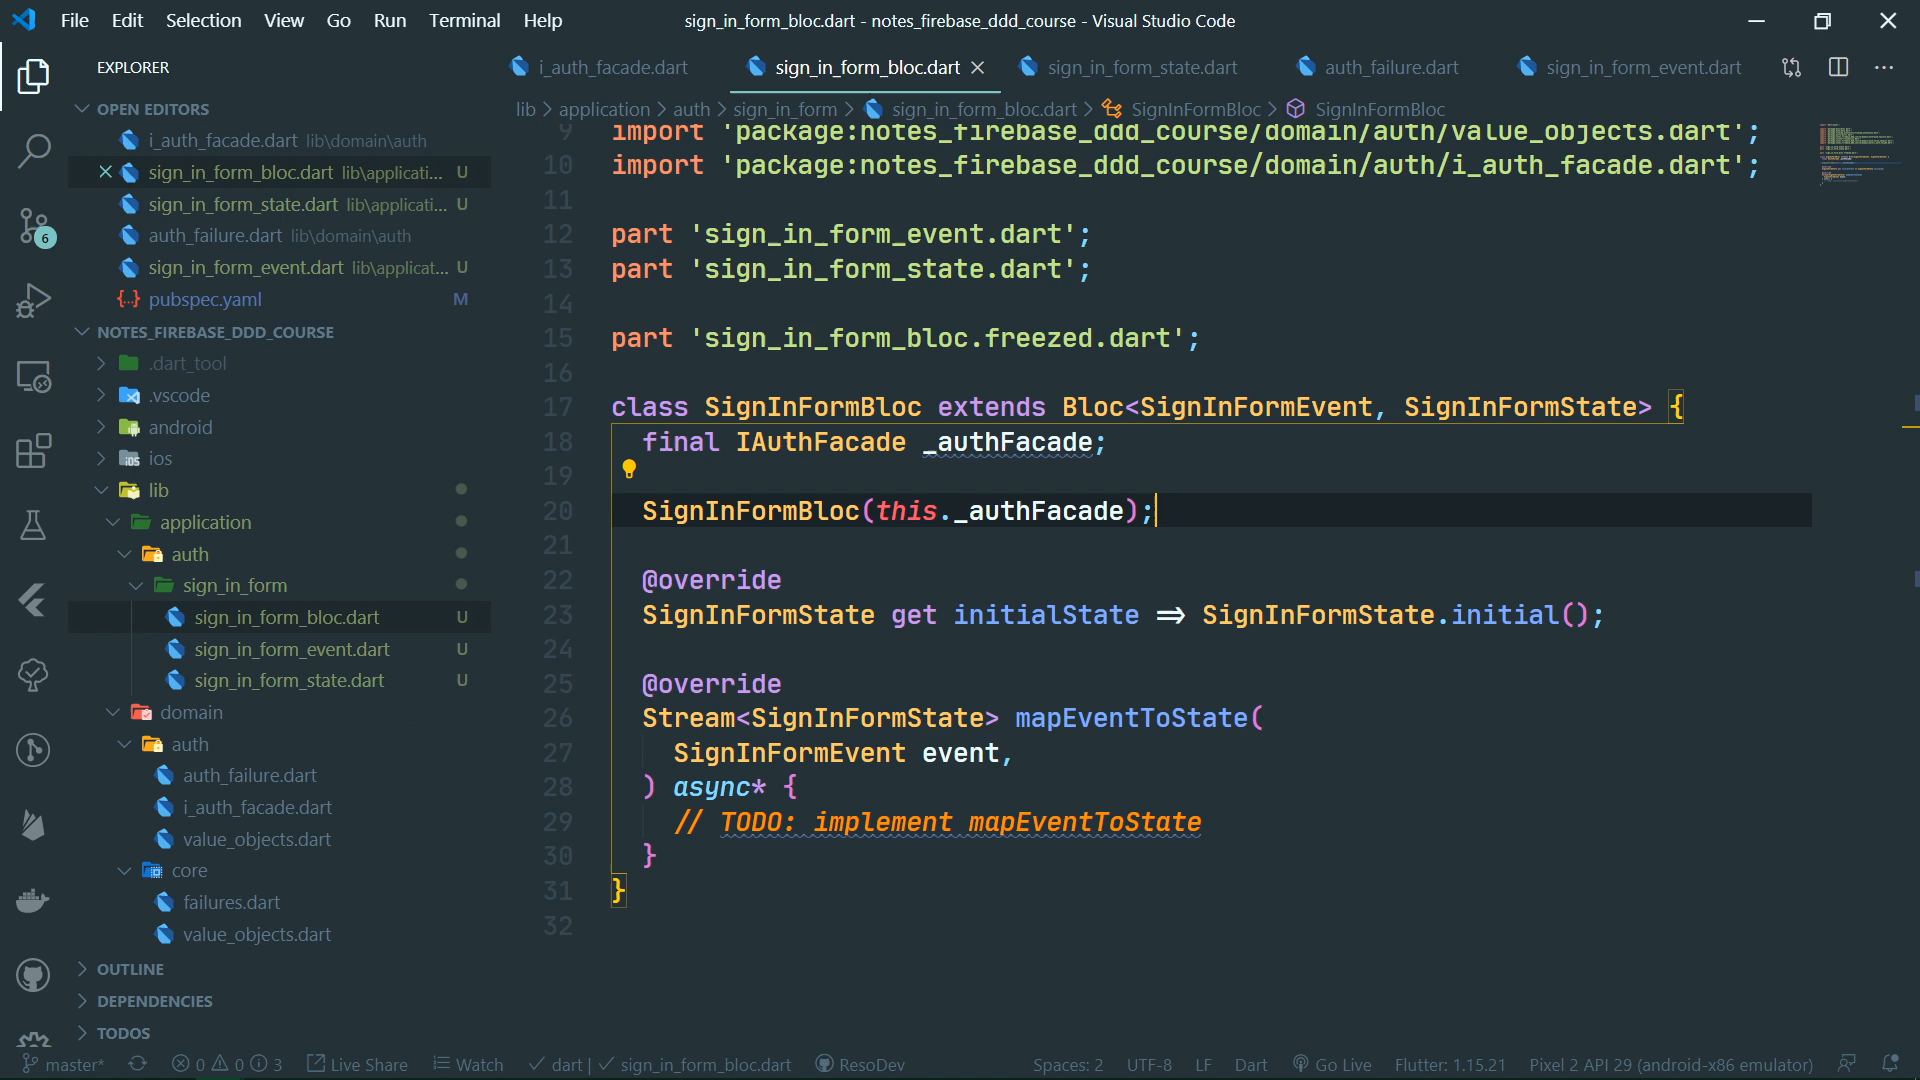 File Edit Selection View Go Run Terminal Help
sign_in_form_bloc.dart - notes_firebase_ddd_course - Visual Studio Code
EXPLORER
OPEN EDITORS
i_auth_facade.dart lib\domain\auth
sign_in_form_bloc.dart lib\applicati... U
sign_in_form_state.dart lib\applicati... U
auth_failure.dart lib\domain\auth
sign_in_form_event.dart lib\applicat... U
{...} pubspec.yaml M
NOTES_FIREBASE_DDD_COURSE
.dart_tool
.vscode
android
ios
lib
application
auth
sign_in_form
sign_in_form_bloc.dart U
sign_in_form_event.dart U
sign_in_form_state.dart U
domain
auth
auth_failure.dart
i_auth_facade.dart
value_objects.dart
core
failures.dart
value_objects.dart
OUTLINE
DEPENDENCIES
TODOS
6
i_auth_facade.dart sign_in_form_bloc.dart sign_in_form_state.dart auth_failure.dart sign_in_form_event.dart
lib > application > auth > sign_in_form > sign_in_form_bloc.dart > SignInFormBloc > SignInFormBloc
9 import 'package:notes_firebase_ddd_course/domain/auth/value_objects.dart';
10 import 'package:notes_firebase_ddd_course/domain/auth/i_auth_facade.dart';
11
12 part 'sign_in_form_event.dart';
13 part 'sign_in_form_state.dart';
14
15 part 'sign_in_form_bloc.freezed.dart';
16
17 class SignInFormBloc extends Bloc<SignInFormEvent, SignInFormState> {
18 final IAuthFacade _authFacade;
19
20 SignInFormBloc(this._authFacade);
21
22 @override
23 SignInFormState get initialState => SignInFormState.initial();
24
25 @override
26 Stream<SignInFormState> mapEventToState(
27 SignInFormEvent event,
28 ) async* {
29 // TODO: implement mapEventToState
30 }
31 }
32
master* 0 0 3 Live Share Watch dart | sign_in_form_bloc.dart ResoDev Spaces: 2 UTF-8 LF Dart Go Live Flutter: 1.15.21 Pixel 2 API 29 (android-x86 emulator)